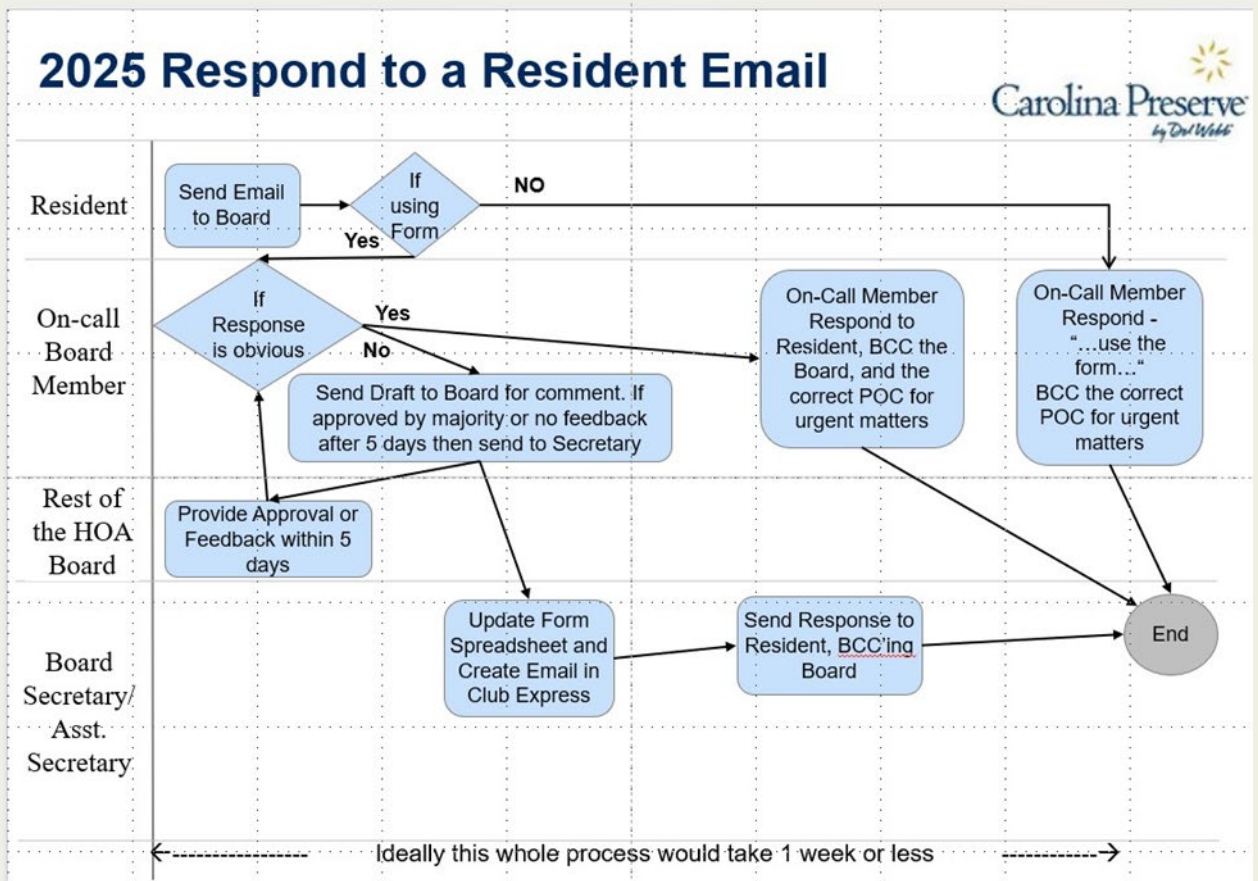 2025 Respond to a Resident Email
Carolina Preserve
by Del Webb
Resident
Send Email
to Board
If
using
Form
NO
Yes
On-call
Board
Member
If
Response
is obvious
Yes
No
Send Draft to Board for comment. If
approved by majority or no feedback
after 5 days then send to Secretary
On-Call Member
Respond to
Resident, BCC the
Board, and the
correct POC for
urgent matters
On-Call Member
Respond -
“...use the
form...“
BCC the correct
POC for urgent
matters
Rest of
the HOA
Board
Provide Approval or
Feedback within 5
days
Board
Secretary/
Asst.
Secretary
Update Form
Spreadsheet and
Create Email in
Club Express
Send Response to
Resident, BCC'ing
Board
End
Ideally this whole process would take 1 week or less